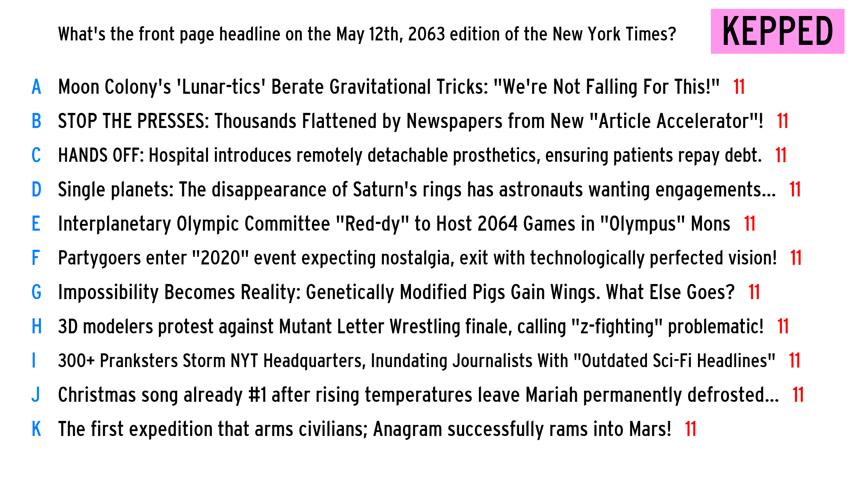 What's the front page headline on the May 12th, 2063 edition of the New York Times? KEPPED
A Moon Colony's 'Lunar-tics' Berate Gravitational Tricks: "We're Not Falling For This!" 11
B STOP THE PRESSES: Thousands Flattened by Newspapers from New "Article Accelerator"! 11
C HANDS OFF: Hospital introduces remotely detachable prosthetics, ensuring patients repay debt. 11
D Single planets: The disappearance of Saturn's rings has astronauts wanting engagements... 11
E Interplanetary Olympic Committee "Red-dy" to Host 2064 Games in "Olympus" Mons 11
F Partygoers enter "2020" event expecting nostalgia, exit with technologically perfected vision! 11
G Impossibility Becomes Reality: Genetically Modified Pigs Gain Wings. What Else Goes? 11
H 3D modelers protest against Mutant Letter Wrestling finale, calling "z-fighting" problematic! 11
I 300+ Pranksters Storm NYT Headquarters, Inundating Journalists With "Outdated Sci-Fi Headlines" 11
J Christmas song already #1 after rising temperatures leave Mariah permanently defrosted... 11
K The first expedition that arms civilians; Anagram successfully rams into Mars! 11